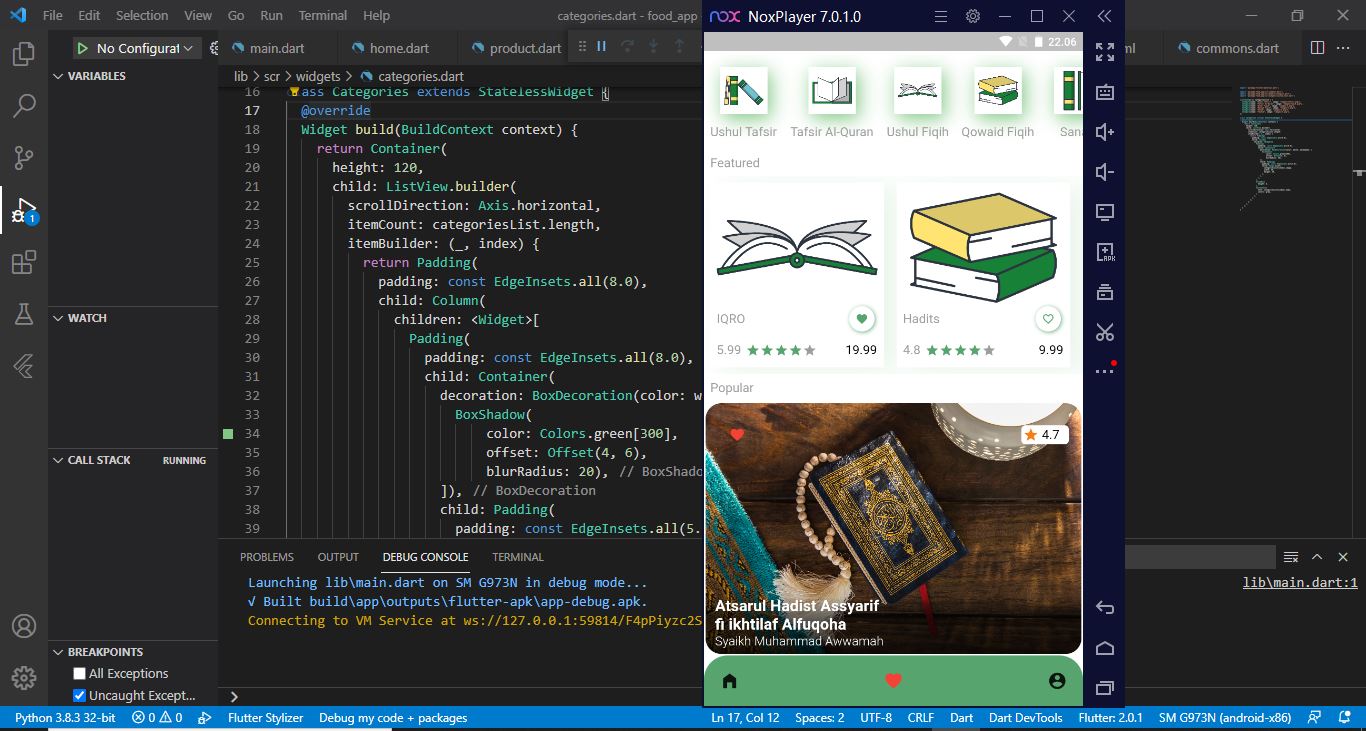 File Edit Selection View Go Run Terminal Help
categories.dart - food_app
No Configurat
main.dart
home.dart
product.dart
commons.dart
lib > scr > widgets > categories.dart
VARIABLES
WATCH
CALL STACK RUNNING
BREAKPOINTS
All Exceptions
Uncaught Except...
1
16 ass Categories extends StatelessWidget {
17 @override
18 Widget build(BuildContext context) {
19 return Container(
20 height: 120,
21 child: ListView.builder(
22 scrollDirection: Axis.horizontal,
23 itemCount: categoriesList.length,
24 itemBuilder: (_, index) {
25 return Padding(
26 padding: const EdgeInsets.all(8.0),
27 child: Column(
28 children: <Widget>[
29 Padding(
30 padding: const EdgeInsets.all(8.0),
31 child: Container(
32 decoration: BoxDecoration(color: w
33 BoxShadow(
34 color: Colors.green[300],
35 offset: Offset(4, 6),
36 blurRadius: 20), // BoxShado
37 ]), // BoxDecoration
38 child: Padding(
39 padding: const EdgeInsets.all(5.
PROBLEMS OUTPUT DEBUG CONSOLE TERMINAL
Launching lib\main.dart on SM G973N in debug mode...
√ Built build\app\outputs\flutter-apk\app-debug.apk.
Connecting to VM Service at ws://127.0.0.1:59814/F4pPiyzc2S
lib\main.dart:1
nox NoxPlayer 7.0.1.0
22.06
Ushul Tafsir Tafsir Al-Quran Ushul Fiqih Qowaid Fiqih
Featured
IQRO
5.99 19.99
Hadits
4.8 9.99
Popular
4.7
Atsarul Hadist Assyarif
fi ikhtilaf Alfuqoha
Syaikh Muhammad Awwamah
APK
Python 3.8.3 32-bit 0 0 Flutter Stylizer Debug my code + packages Ln 17, Col 12 Spaces: 2 UTF-8 CRLF Dart Dart DevTools Flutter: 2.0.1 SM G973N (android-x86)